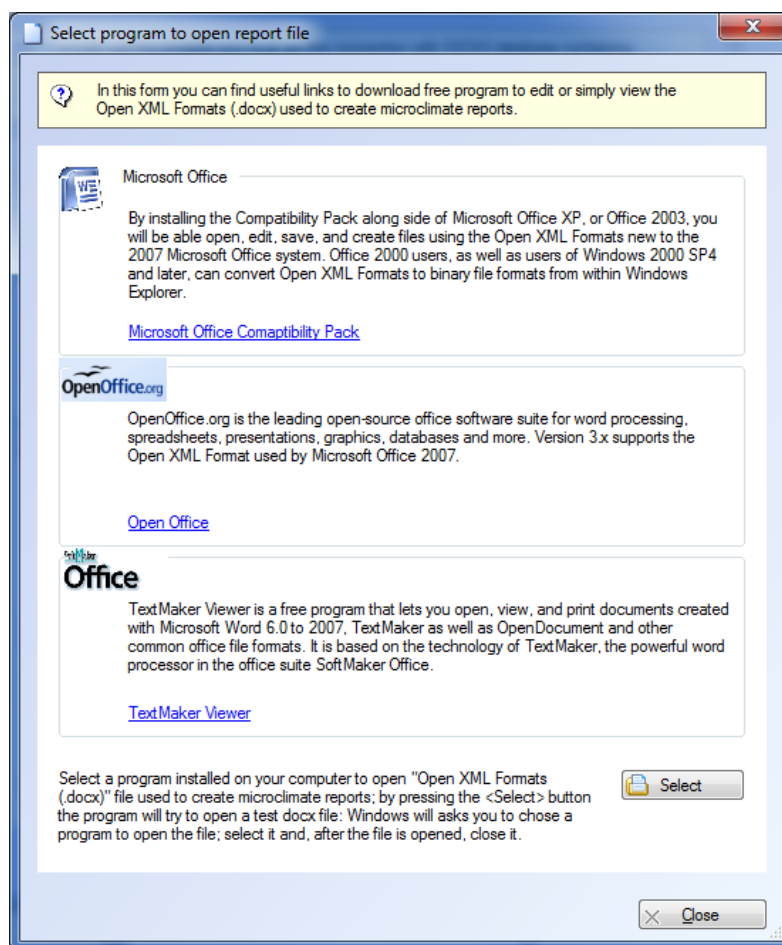 Select program to open report file
In this form you can find useful links to download free program to edit or simply view the
Open XML Formats (.docx) used to create microclimate reports.
Microsoft Office
By installing the Compatibility Pack along side of Microsoft Office XP, or Office 2003, you
will be able open, edit, save, and create files using the Open XML Formats new to the
2007 Microsoft Office system. Office 2000 users, as well as users of Windows 2000 SP4
and later, can convert Open XML Formats to binary file formats from within Windows
Explorer.
Microsoft Office Comaptibility Pack
OpenOffice.org
OpenOffice.org is the leading open-source office software suite for word processing,
spreadsheets, presentations, graphics, databases and more. Version 3.x supports the
Open XML Format used by Microsoft Office 2007.
Open Office
Office
TextMaker Viewer is a free program that lets you open, view, and print documents created
with Microsoft Word 6.0 to 2007, TextMaker as well as OpenDocument and other
common office file formats. It is based on the technology of TextMaker, the powerful word
processor in the office suite SoftMaker Office.
TextMaker Viewer
Select a program installed on your computer to open "Open XML Formats
(.docx)" file used to create microclimate reports; by pressing the <Select> button
the program will try to open a test docx file: Windows will asks you to chose a
program to open the file; select it and, after the file is opened, close it.
Select
Close